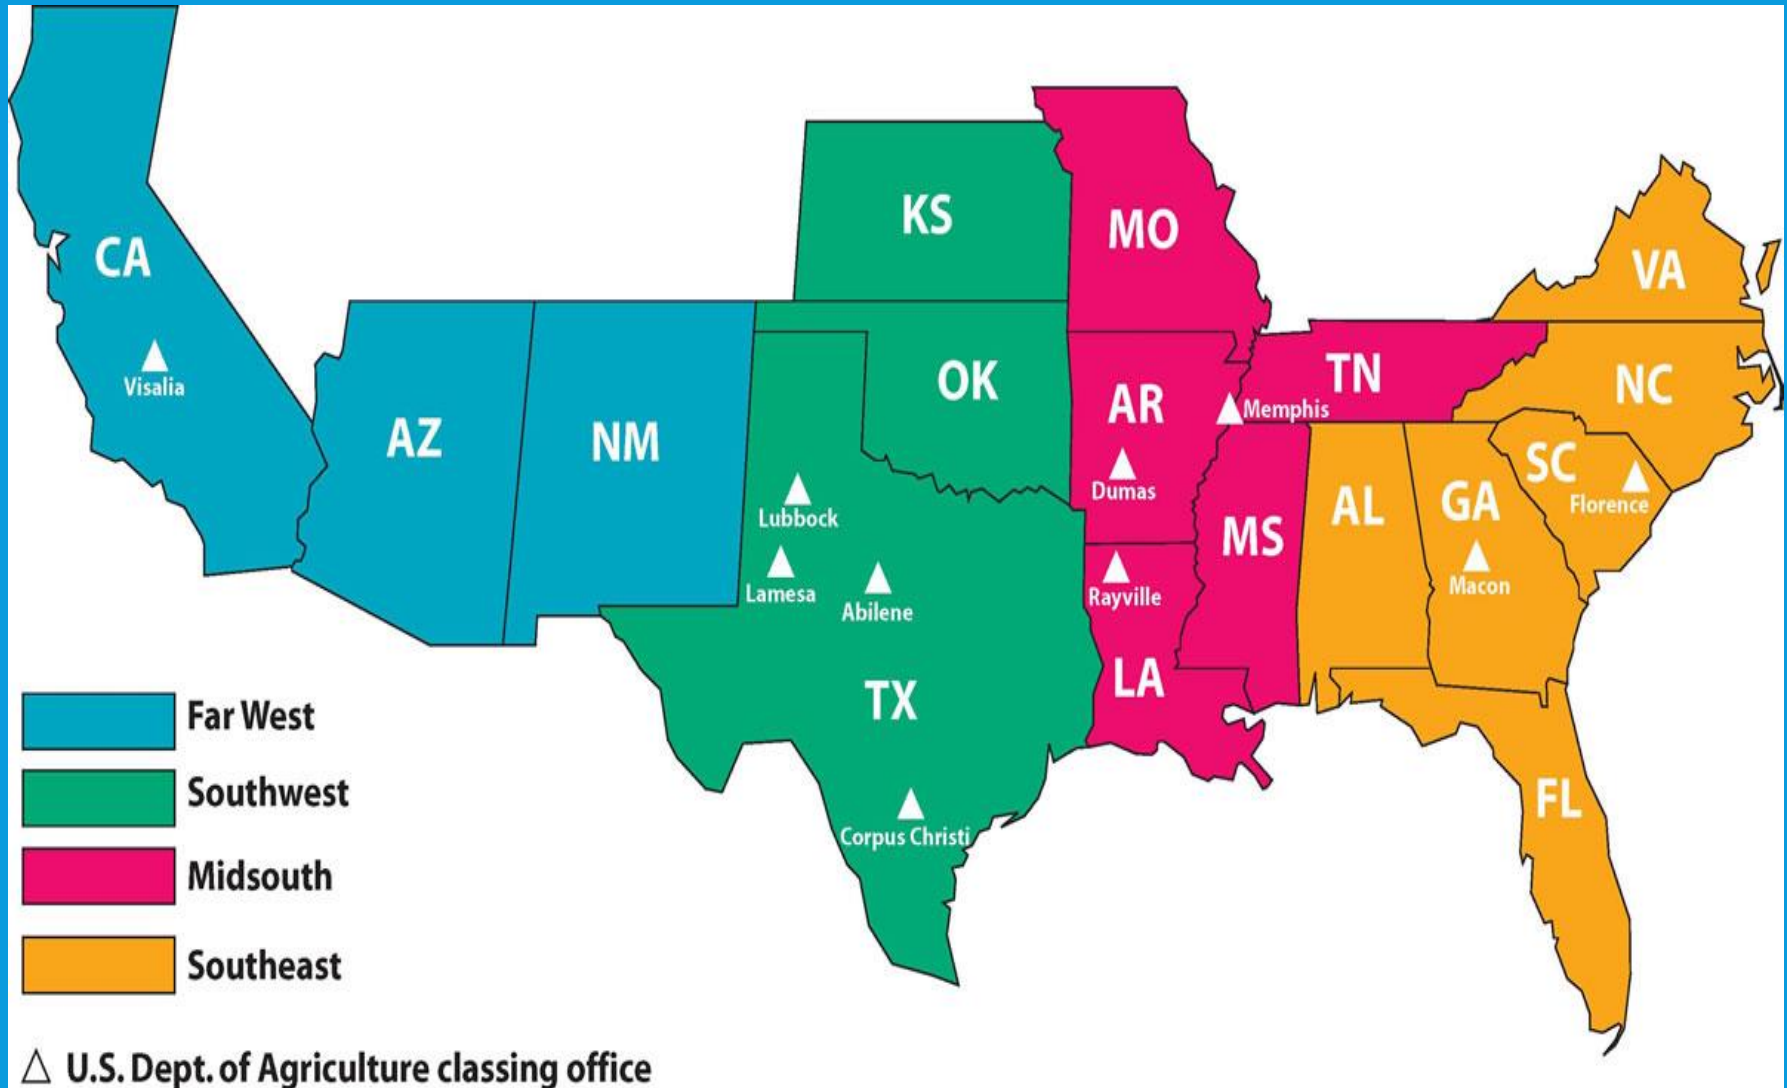 CA
Visalia
AZ
NM
KS
OK
Lubbock
Lamesa
Abilene
TX
Corpus Christi
MO
AR
Dumas
Rayville
LA
TN
Memphis
MS
AL
GA
Macon
SC
Florence
NC
VA
FL
Far West
Southwest
Midsouth
Southeast
U.S. Dept. of Agriculture classing office